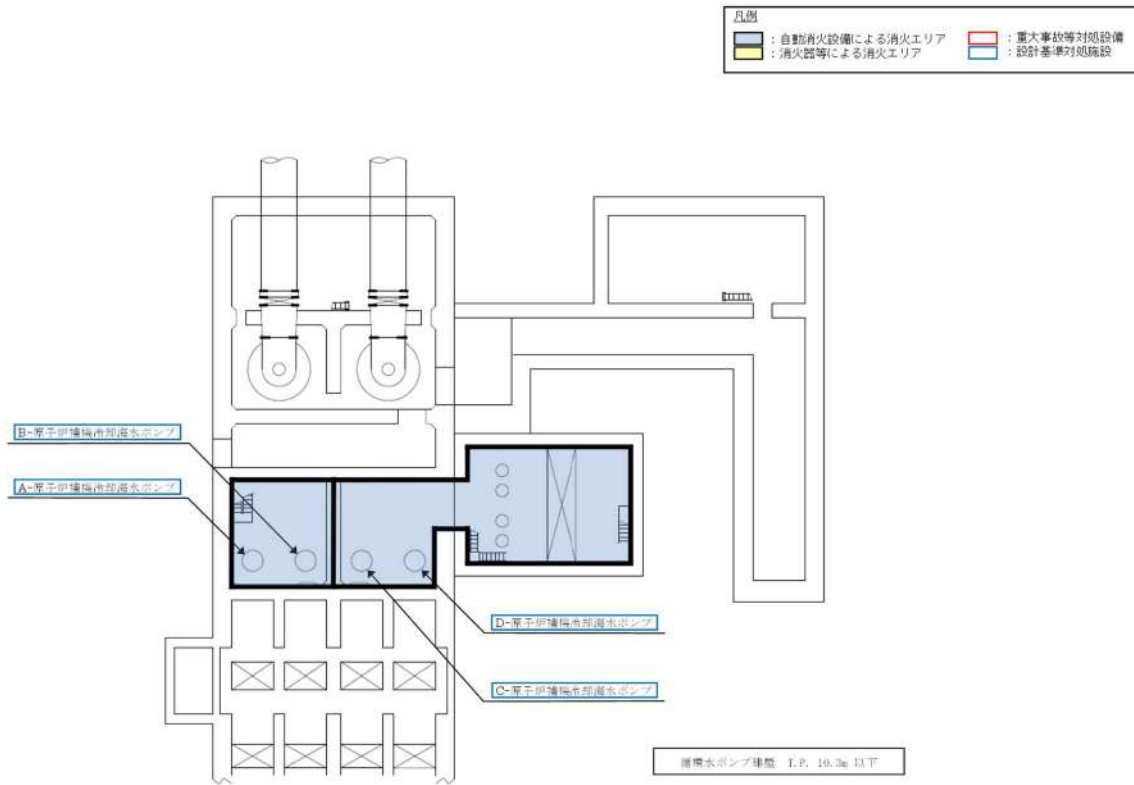 凡例
：自動消火設備による消火エリア
：重大事故等対処設備
：消火器等による消火エリア
：設計基準対処施設
B-原子炉補機冷却海水ポンプ
A-原子炉補機冷却海水ポンプ
D-原子炉補機冷却海水ポンプ
C-原子炉補機冷却海水ポンプ
循環水ポンプ建屋 T.P. 10.3m 以下